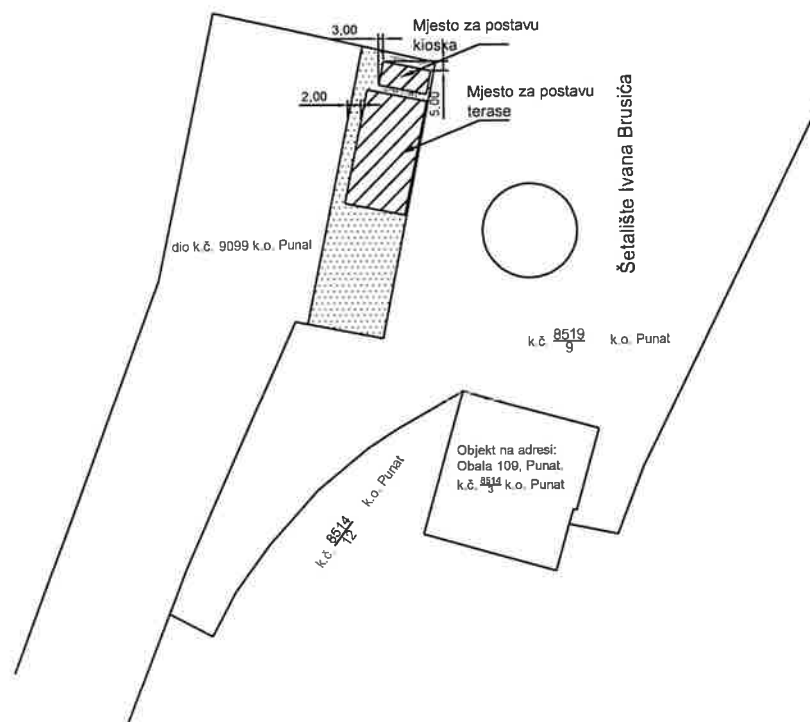 3,00
Mjesto za postavu
kioska
5.00
2,00
Mjesto za postavu
terase
Šetalište Ivana Brusića
dio k.č. 9099 k.o. Punat
k.č. 8519/9 k.o. Punat
Objekt na adresi:
Obala 109, Punat.
k.č. 8514/3 k.o. Punat
k.č. 8514/12 k.o. Punat